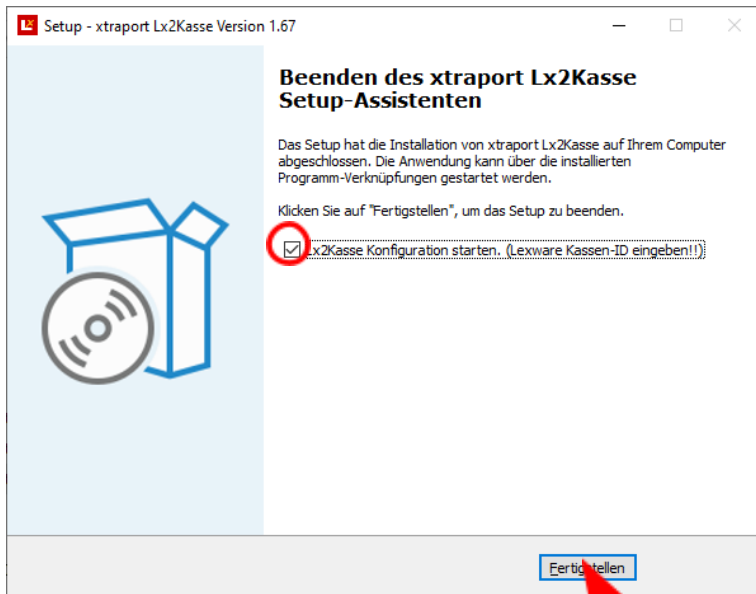 Setup - xtraport Lx2Kasse Version 1.67
Beenden des xtraport Lx2Kasse
Setup-Assistenten
Das Setup hat die Installation von xtraport Lx2Kasse auf Ihrem Computer
abgeschlossen. Die Anwendung kann über die installierten
Programm-Verknüpfungen gestartet werden.
Klicken Sie auf "Fertigstellen", um das Setup zu beenden.
Lx2Kasse Konfiguration starten. (Lexware Kassen-ID eingeben!!)
Fertigstellen